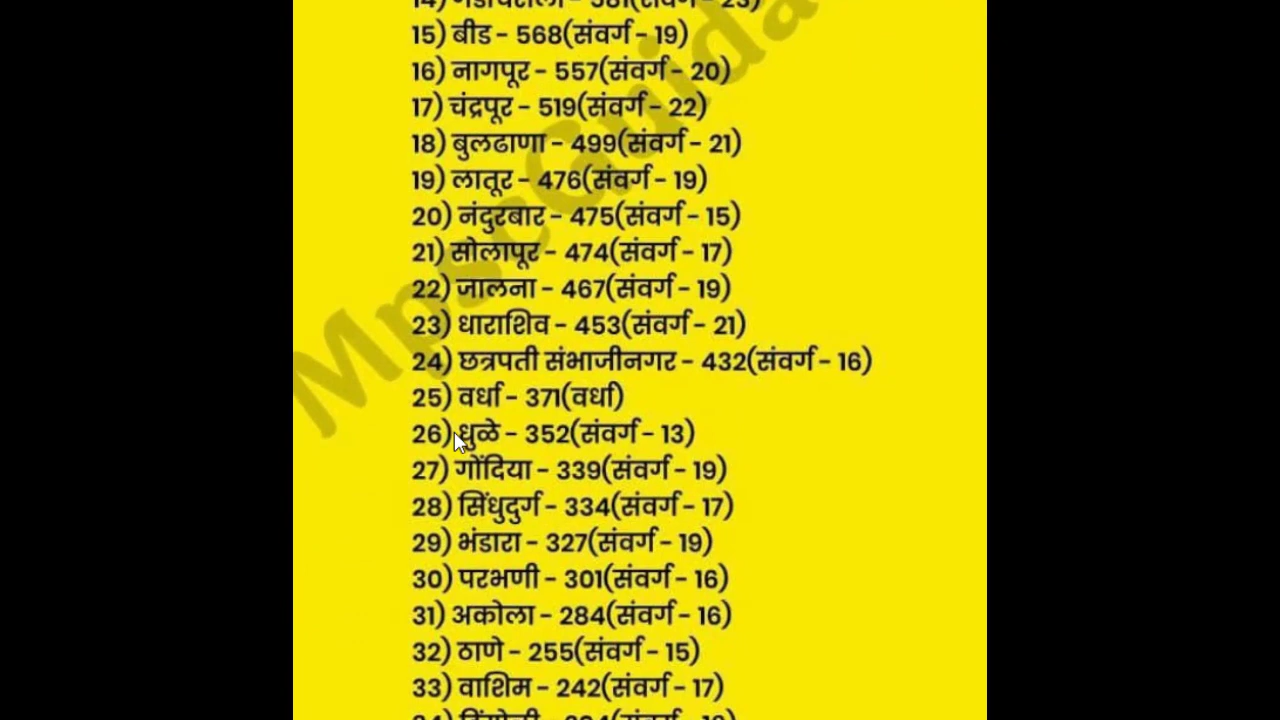 15) बीड - 568(संवर्ग - 19)
16) नागपूर - 557(संवर्ग - 20)
17) चंद्रपूर - 519(संवर्ग - 22)
18) बुलढाणा - 499(संवर्ग - 21)
19) लातूर - 476(संवर्ग - 19)
20) नंदुरबार - 475(संवर्ग - 15)
21) सोलापूर - 474(संवर्ग - 17)
22) जालना - 467(संवर्ग - 19)
23) धाराशिव - 453(संवर्ग - 21)
24) छत्रपती संभाजीनगर - 432(संवर्ग - 16)
25) वर्धा - 371(वर्धा)
26) धुळे - 352(संवर्ग - 13)
27) गोंदिया - 339(संवर्ग - 19)
28) सिंधुदुर्ग - 334(संवर्ग - 17)
29) भंडारा - 327(संवर्ग - 19)
30) परभणी - 301(संवर्ग - 16)
31) अकोला - 284(संवर्ग - 16)
32) ठाणे - 255(संवर्ग - 15)
33) वाशिम - 242(संवर्ग - 17)